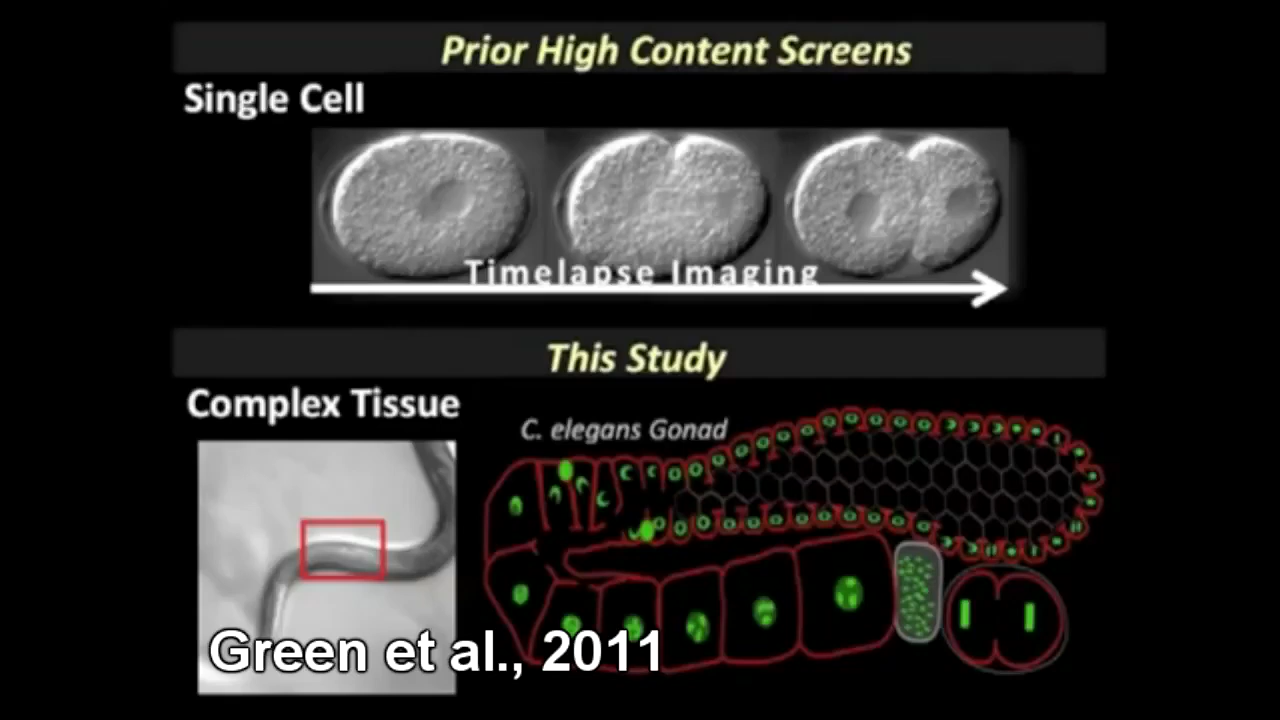 Prior High Content Screens
Single Cell
Timelapse Imaging
This Study
Complex Tissue
C. elegans Gonad
Green et al., 2011